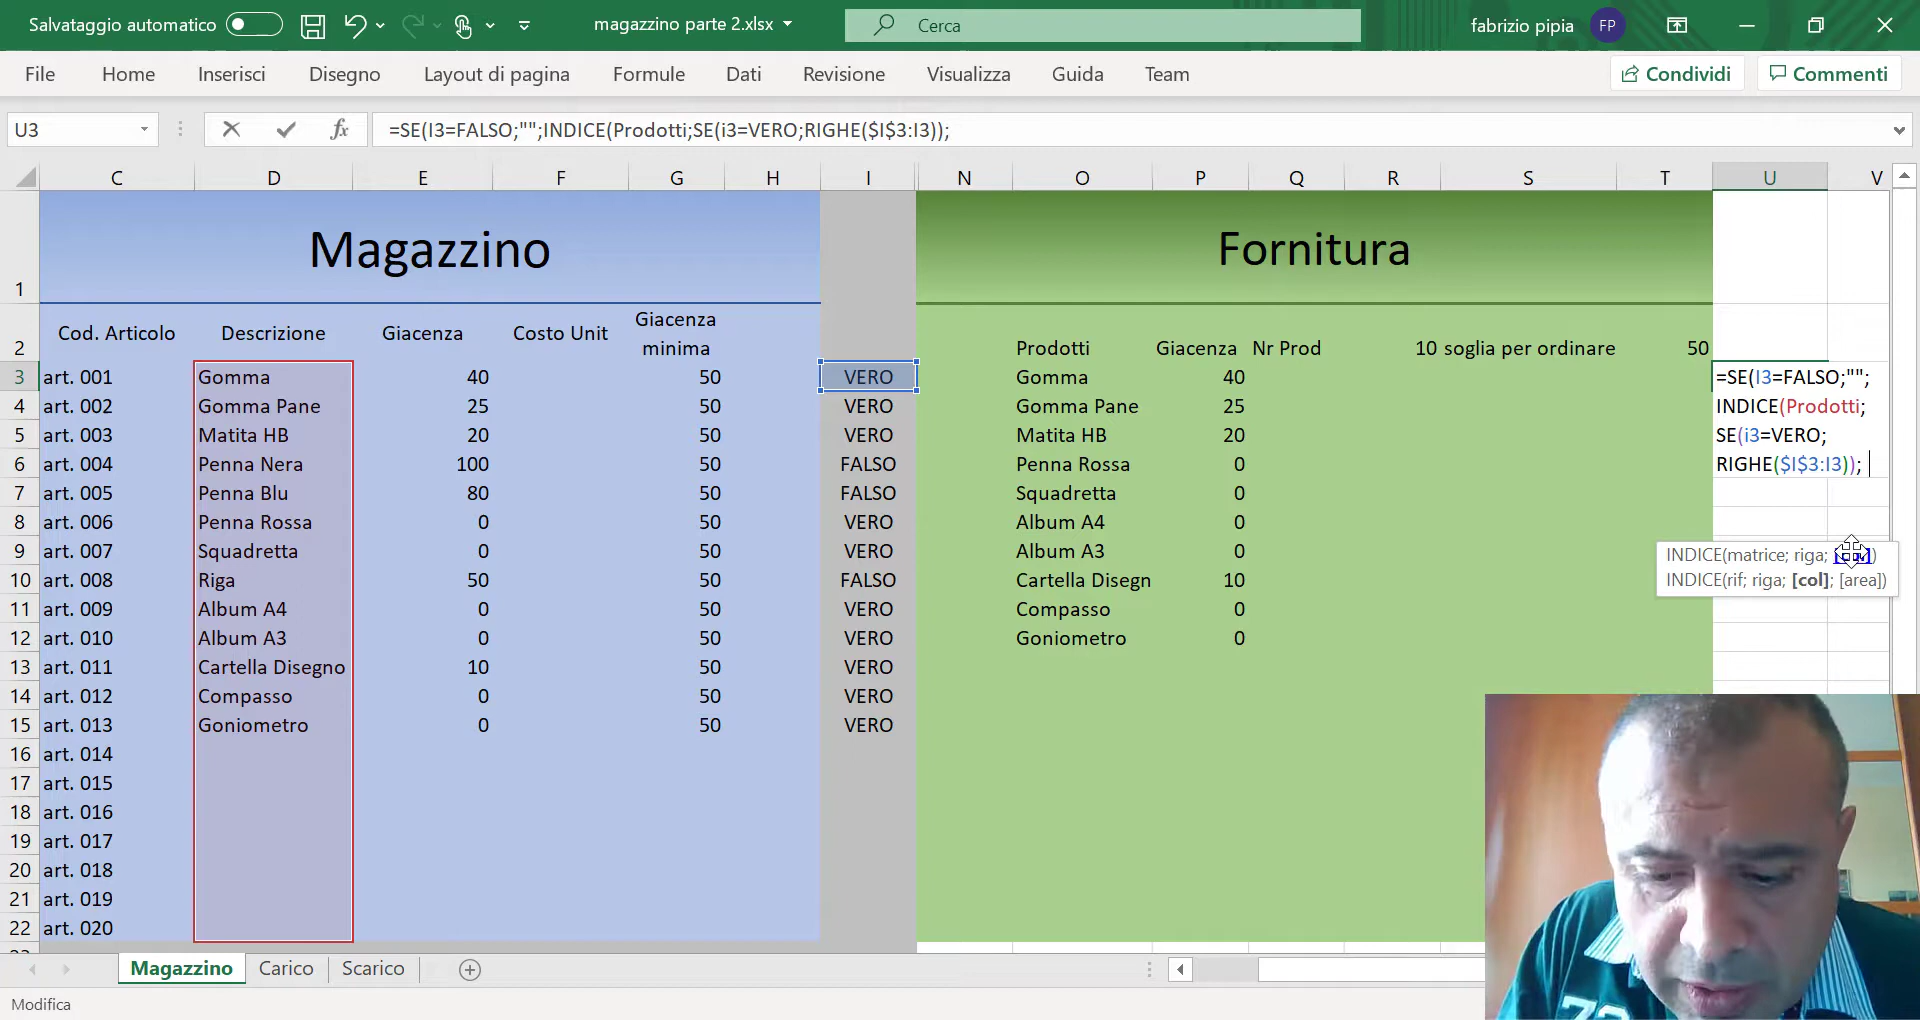 Salvataggio automatico magazzino parte 2.xlsx Cerca fabrizio pipia FP
File Home Inserisci Disegno Layout di pagina Formule Dati Revisione Visualizza Guida Team Condividi Commenti
U3 fx =SE(I3=FALSO;"";INDICE(Prodotti;SE(i3=VERO;RIGHE($I$3:I3));
C D E F G H I N O P Q R S T U V
1 Magazzino Fornitura
2 Cod. Articolo Descrizione Giacenza Costo Unit Giacenza minima Prodotti Giacenza Nr Prod 10 soglia per ordinare 50
3 art. 001 Gomma 40 50 VERO Gomma 40 =SE(I3=FALSO;"";
4 art. 002 Gomma Pane 25 50 VERO Gomma Pane 25 INDICE(Prodotti;
5 art. 003 Matita HB 20 50 VERO Matita HB 20 SE(i3=VERO;
6 art. 004 Penna Nera 100 50 FALSO Penna Rossa 0 RIGHE($I$3:I3));
7 art. 005 Penna Blu 80 50 FALSO Squadretta 0
8 art. 006 Penna Rossa 0 50 VERO Album A4 0
9 art. 007 Squadretta 0 50 VERO Album A3 0 INDICE(matrice; riga;
10 art. 008 Riga 50 50 FALSO Cartella Disegn 10 INDICE(rif; riga; [col]; [area])
11 art. 009 Album A4 0 50 VERO Compasso 0
12 art. 010 Album A3 0 50 VERO Goniometro 0
13 art. 011 Cartella Disegno 10 50 VERO
14 art. 012 Compasso 0 50 VERO
15 art. 013 Goniometro 0 50 VERO
16 art. 014
17 art. 015
18 art. 016
19 art. 017
20 art. 018
21 art. 019
22 art. 020
Magazzino Carico Scarico
Modifica